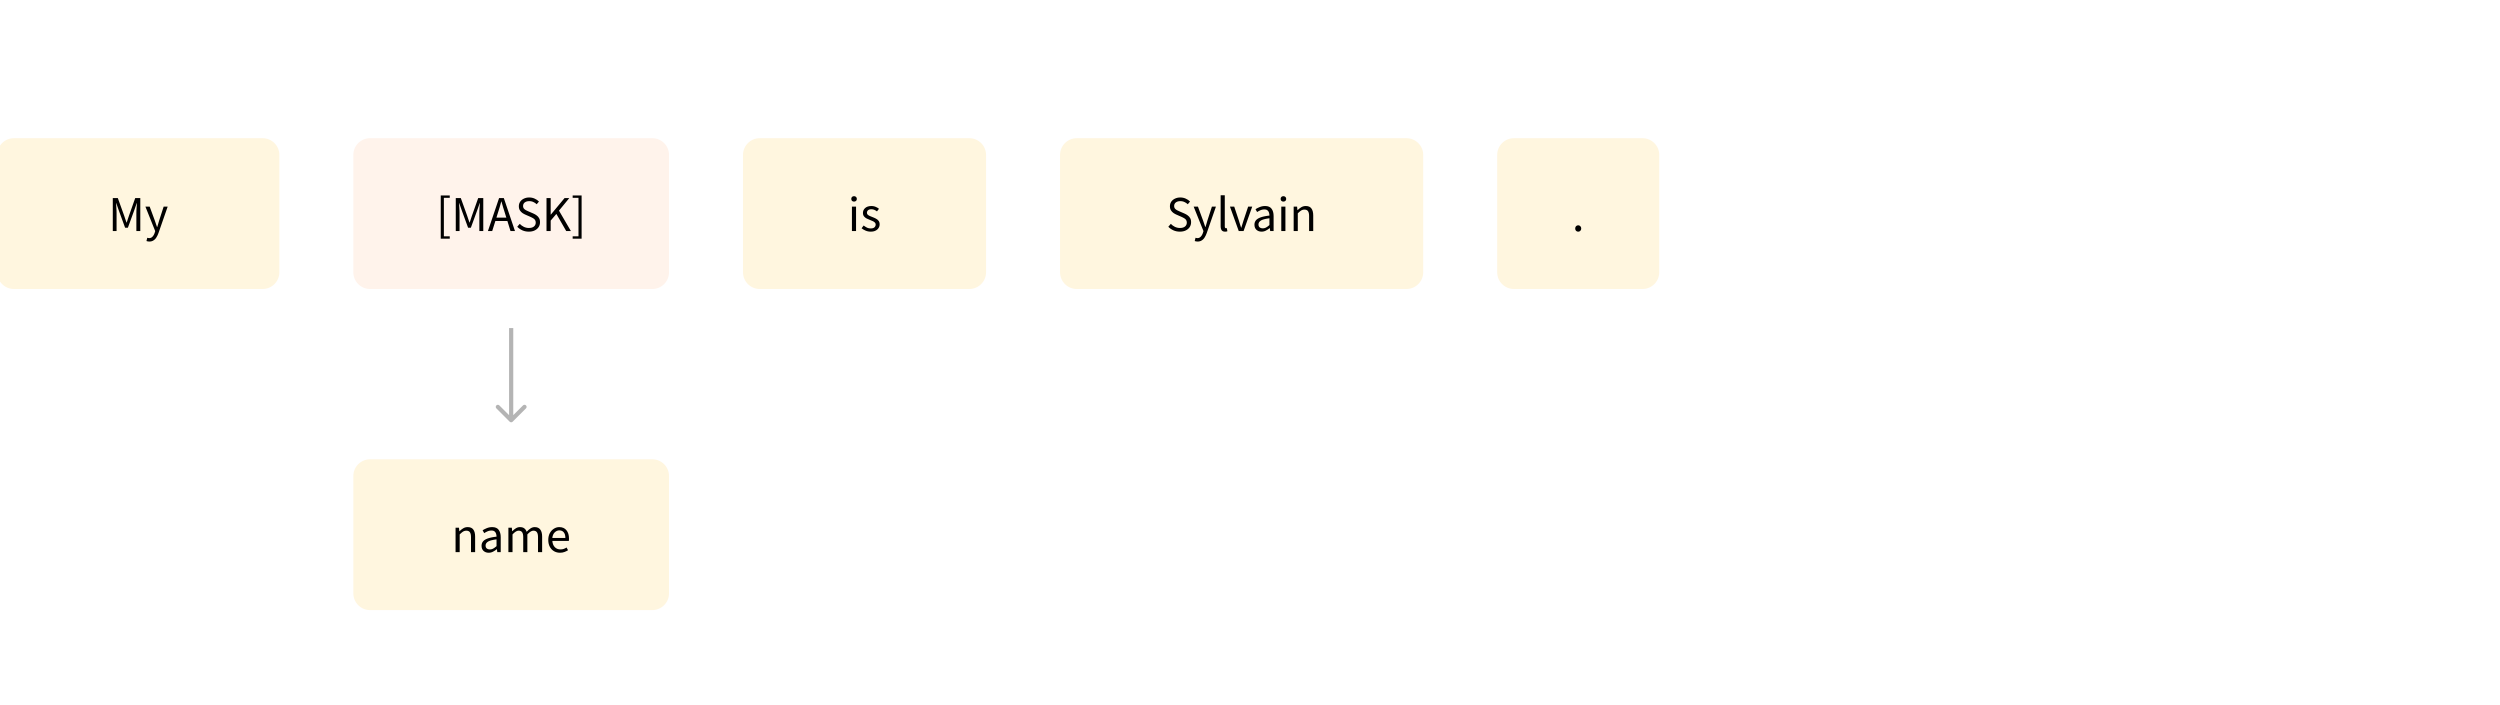 My [MASK] is Sylvain .
name